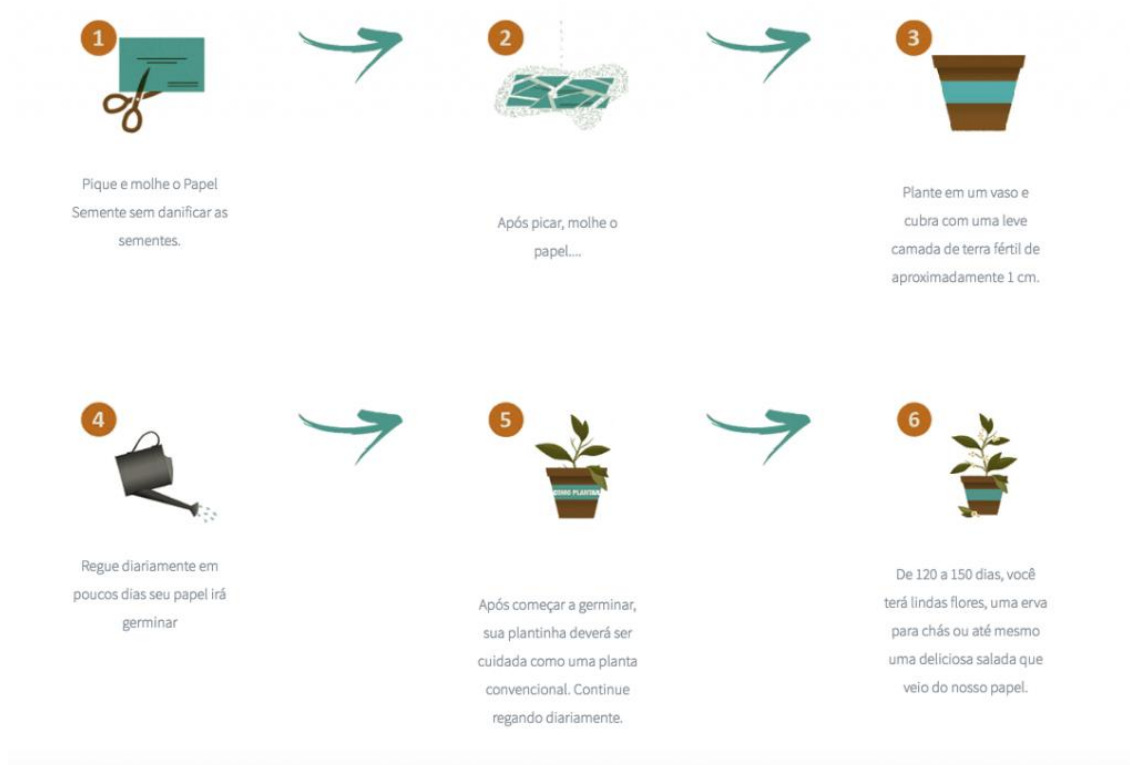 1
Pique e molhe o Papel
Semente sem danificar as
sementes.
2
Após picar, molhe o
papel....
3
Plante em um vaso e
cubra com uma leve
camada de terra fértil de
aproximadamente 1 cm.
4
Regue diariamente em
poucos dias seu papel irá
germinar
5
COMO PLANTAR
Após começar a germinar,
sua plantinha deverá ser
cuidada como uma planta
convencional. Continue
regando diariamente.
6
De 120 a 150 dias, você
terá lindas flores, uma erva
para chás ou até mesmo
uma deliciosa salada que
veio do nosso papel.